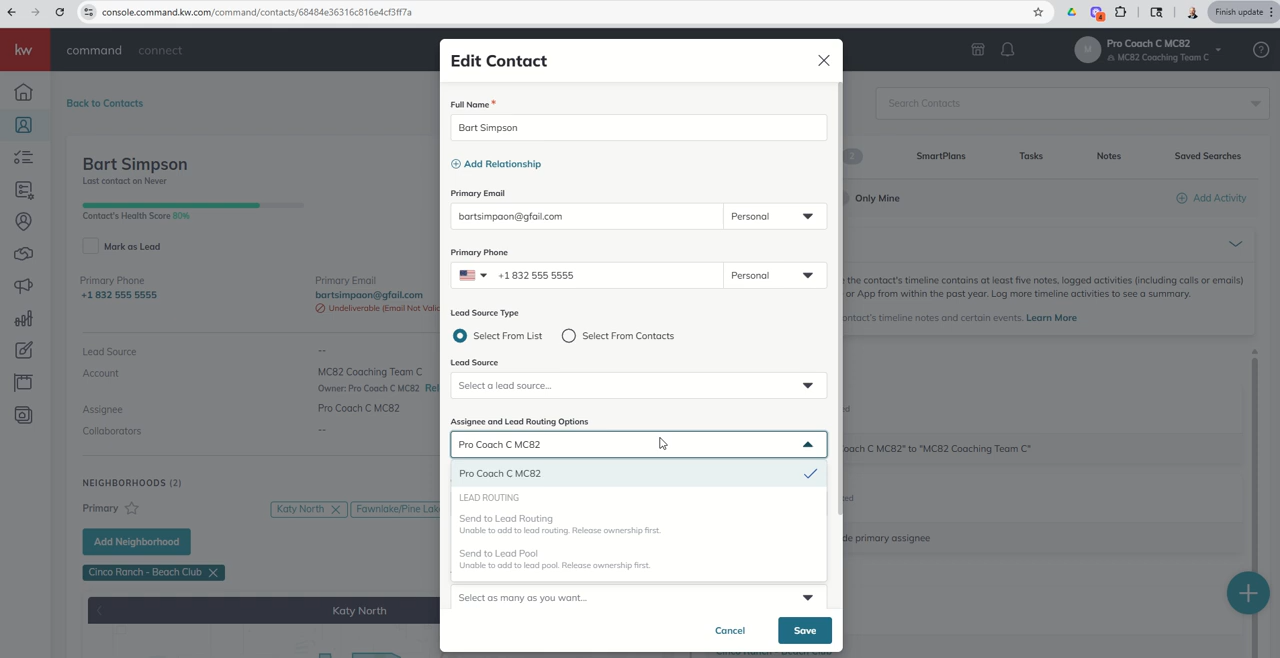 console.command.kw.com/command/contacts/68484e36316c816e4cf3ff7a
Finish update
kw
command
connect
M
Pro Coach C MC82
MC82 Coaching Team C
Back to Contacts
Search Contacts
Bart Simpson
Last contact on Never
Contact's Health Score 80%
Mark as Lead
Primary Phone
+1 832 555 5555
Primary Email
bartsimpaon@gfail.com
Undeliverable (Email Not Valid
Lead Source
--
Account
MC82 Coaching Team C
Owner: Pro Coach C MC82
Assignee
Pro Coach C MC82
Collaborators
--
NEIGHBORHOODS (2)
Primary
Katy North
Fawnlake/Pine Lake
Add Neighborhood
Cinco Ranch - Beach Club
Katy North
Edit Contact
Full Name *
Bart Simpson
Add Relationship
Primary Email
bartsimpaon@gfail.com
Personal
Primary Phone
+1 832 555 5555
Personal
Lead Source Type
Select From List
Select From Contacts
Lead Source
Select a lead source...
Assignee and Lead Routing Options
Pro Coach C MC82
Pro Coach C MC82
LEAD ROUTING
Send to Lead Routing
Unable to add to lead routing. Release ownership first.
Send to Lead Pool
Unable to add to lead pool. Release ownership first.
Select as many as you want...
Cancel
Save
2
SmartPlans
Tasks
Notes
Saved Searches
Only Mine
Add Activity
the contact's timeline contains at least five notes, logged activities (including calls or emails)
or App from within the past year. Log more timeline activities to see a summary.
ontact's timeline notes and certain events. Learn More
ed
oach C MC82" to "MC82 Coaching Team C"
ed
de primary assignee
Cinco Ranch - Beach Club